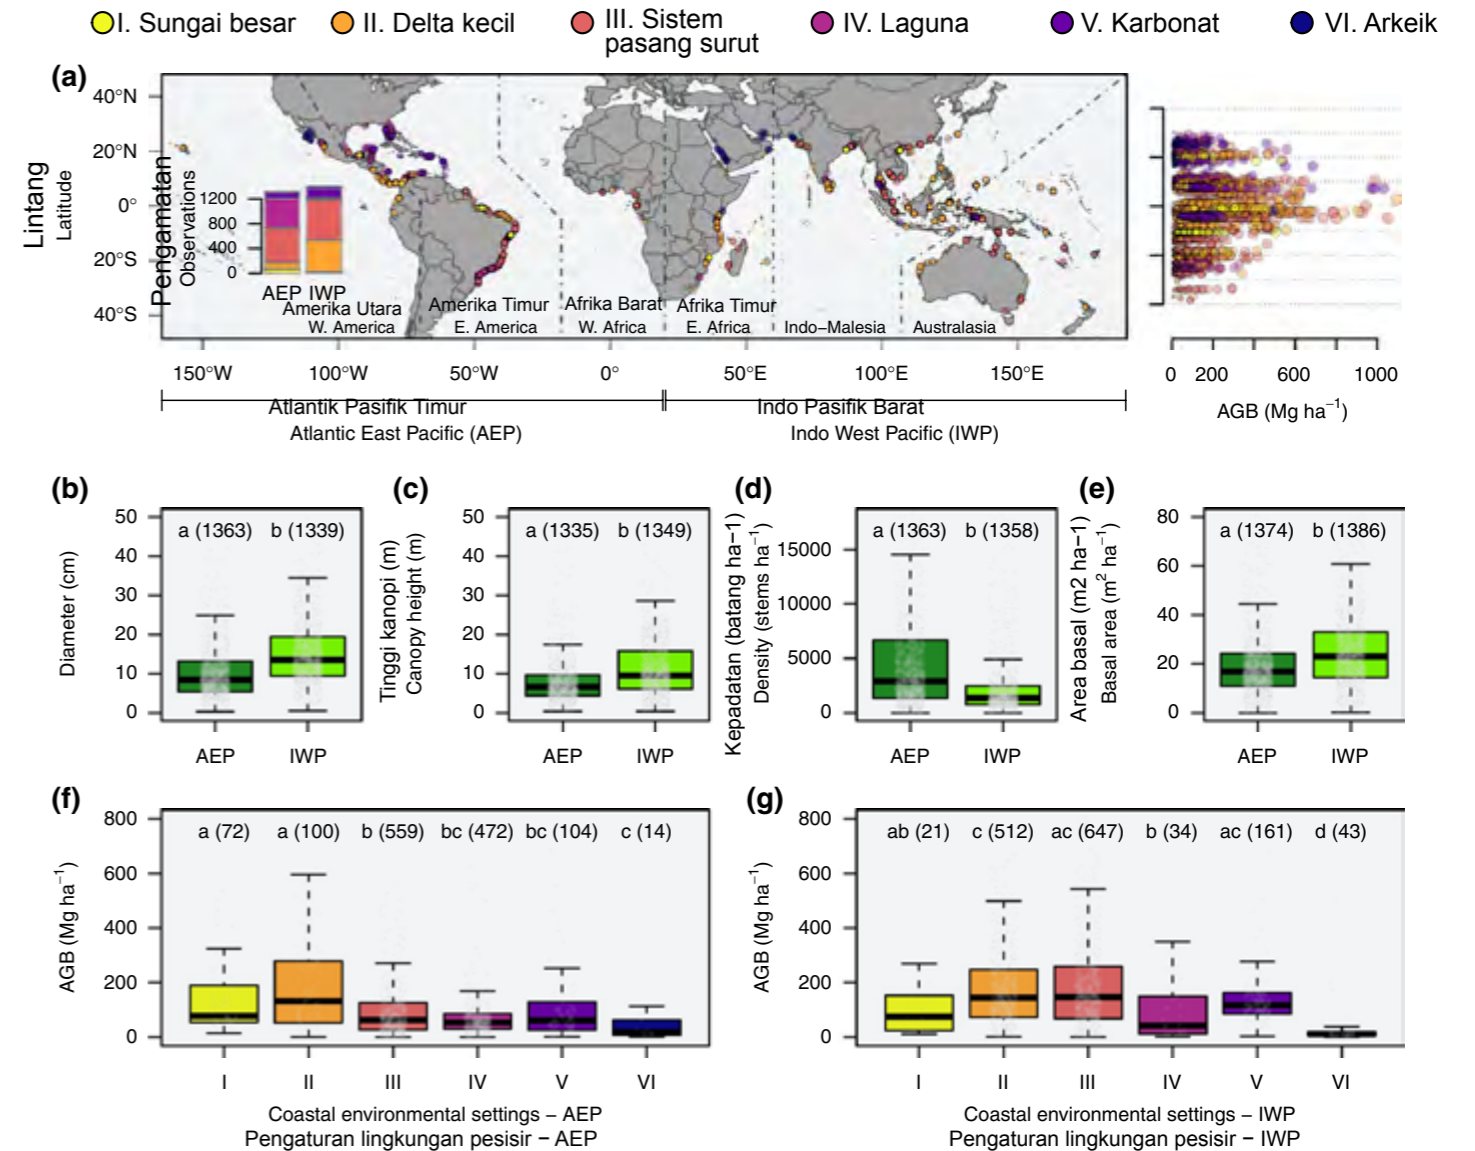 I. Sungai besar
II. Delta kecil
III. Sistem
pasang surut
IV. Laguna
V. Karbonat
VI. Arkeik
(a)
Lintang
Latitude
40°N
20°N
0°
20°S
40°S
Pengamatan
Observations
1200
800
400
0
AEP IWP
Amerika Utara
W. America
Amerika Timur
E. America
Afrika Barat
W. Africa
Afrika Timur
E. Africa
Indo−Malesia
Australasia
150°W 100°W 50°W 0° 50°E 100°E 150°E
Atlantik Pasifik Timur
Atlantic East Pacific (AEP)
Indo Pasifik Barat
Indo West Pacific (IWP)
0 200 600 1000
AGB (Mg ha−1)
(b)
Diameter (cm)
50
40
30
20
10
0
a (1363) b (1339)
AEP IWP
(c)
Tinggi kanopi (m)
Canopy height (m)
50
40
30
20
10
0
a (1335) b (1349)
AEP IWP
(d)
Kepadatan (batang ha−1)
Density (stems ha−1)
15000
10000
5000
0
a (1363) b (1358)
AEP IWP
(e)
Area basal (m2 ha−1)
Basal area (m2 ha−1)
80
60
40
20
0
a (1374) b (1386)
AEP IWP
(f)
AGB (Mg ha−1)
800
600
400
200
0
a (72) a (100) b (559) bc (472) bc (104) c (14)
I II III IV V VI
Coastal environmental settings − AEP
Pengaturan lingkungan pesisir − AEP
(g)
AGB (Mg ha−1)
800
600
400
200
0
ab (21) c (512) ac (647) b (34) ac (161) d (43)
I II III IV V VI
Coastal environmental settings − IWP
Pengaturan lingkungan pesisir − IWP